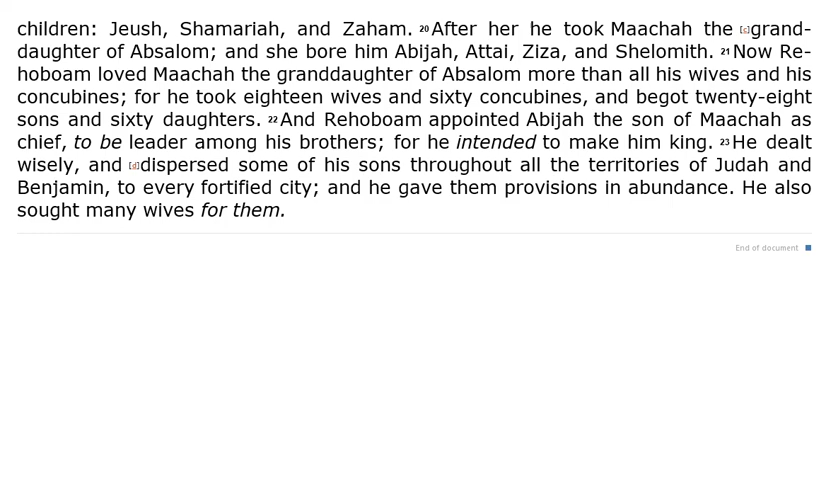 children: Jeush, Shamariah, and Zaham. 20 After her he took Maachah the [c]grand-
daughter of Absalom; and she bore him Abijah, Attai, Ziza, and Shelomith. 21 Now Re-
hoboam loved Maachah the granddaughter of Absalom more than all his wives and his
concubines; for he took eighteen wives and sixty concubines, and begot twenty-eight
sons and sixty daughters. 22 And Rehoboam appointed Abijah the son of Maachah as
chief, to be leader among his brothers; for he intended to make him king. 23 He dealt
wisely, and [d]dispersed some of his sons throughout all the territories of Judah and
Benjamin, to every fortified city; and he gave them provisions in abundance. He also
sought many wives for them.
End of document